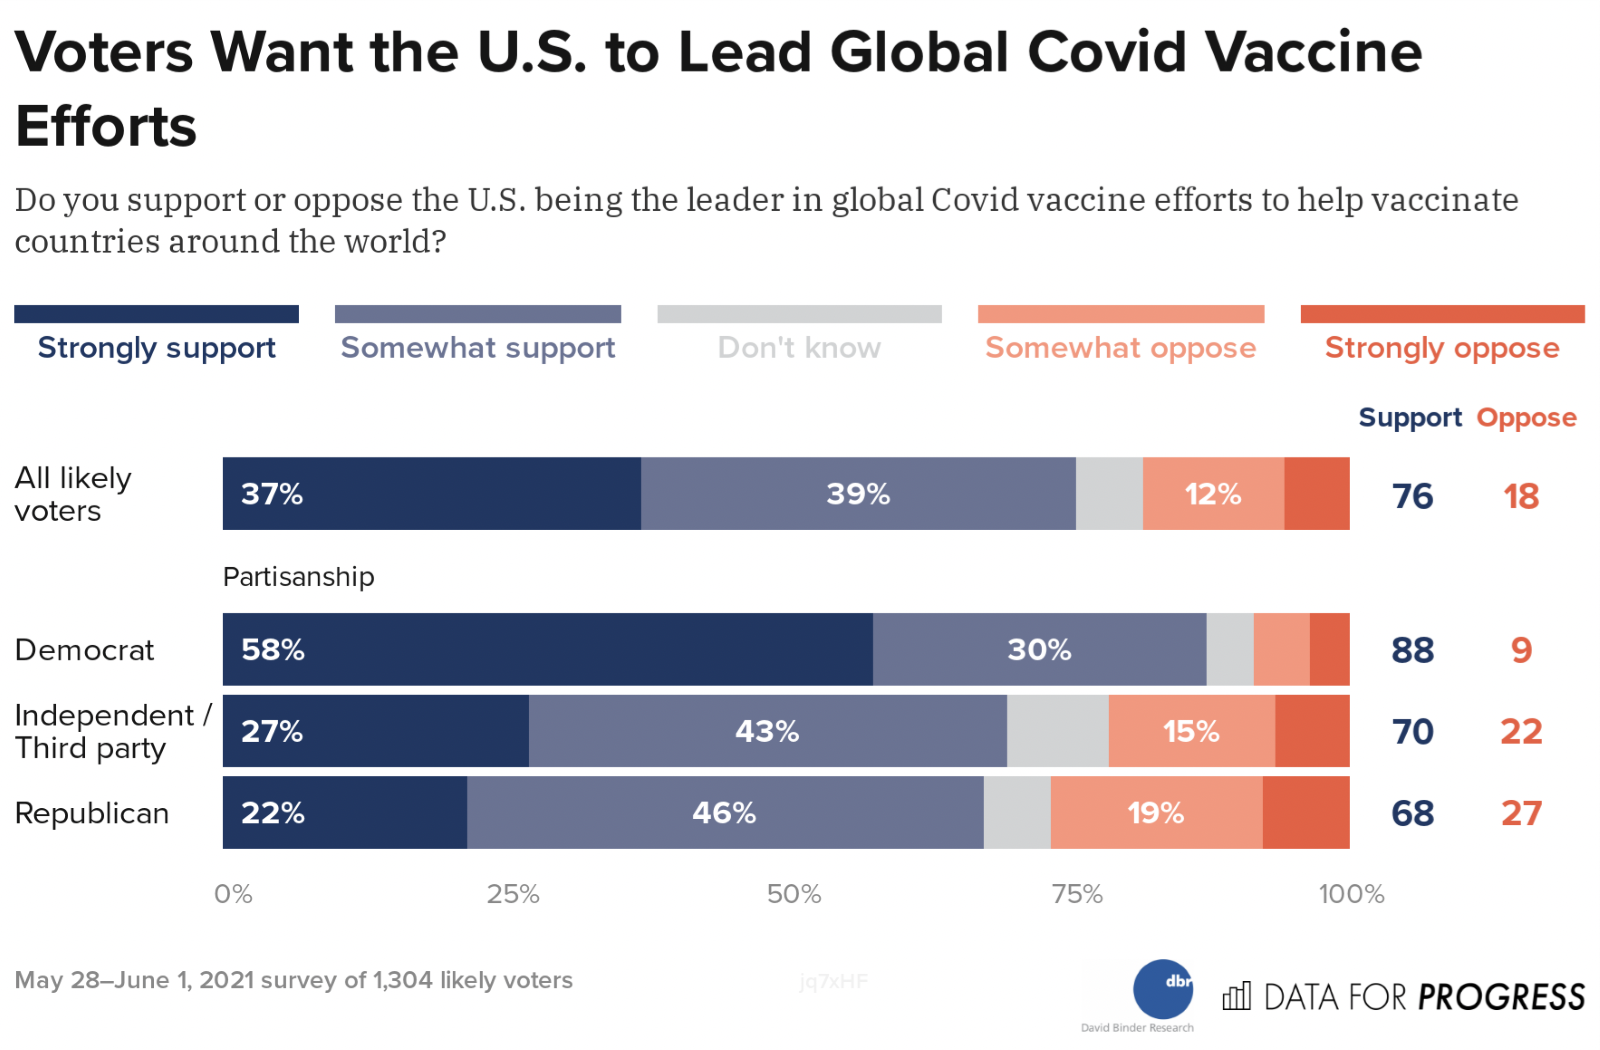 Voters Want the U.S. to Lead Global Covid Vaccine
Efforts
Do you support or oppose the U.S. being the leader in global Covid vaccine efforts to help vaccinate
countries around the world?
Strongly support Somewhat support Don't know Somewhat oppose Strongly oppose
Support Oppose
All likely
voters
37% 39% 12% 76 18
Partisanship
Democrat 58% 30% 88 9
Independent /
Third party
27% 43% 15% 70 22
Republican 22% 46% 19% 68 27
0% 25% 50% 75% 100%
May 28–June 1, 2021 survey of 1,304 likely voters
jq7xHF
dbr
David Binder Research
DATA FOR PROGRESS